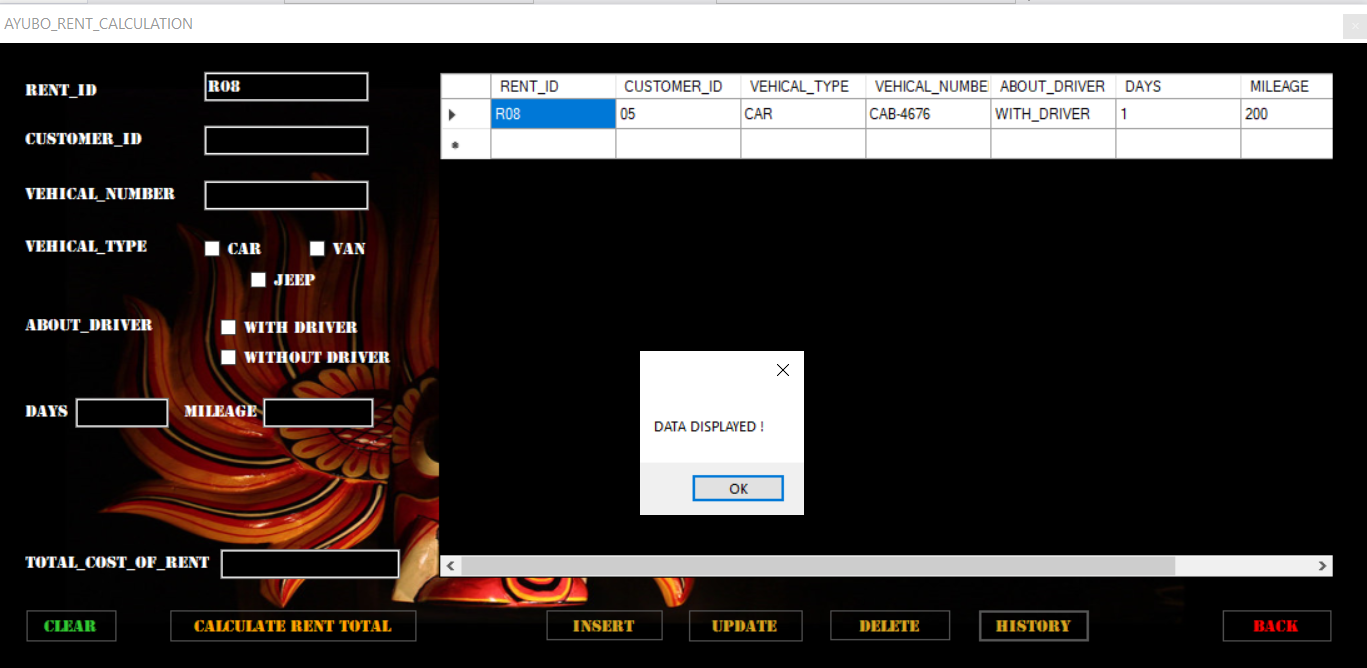 AYUBO_RENT_CALCULATION
RENT_ID R08
CUSTOMER_ID
VEHICAL_NUMBER
VEHICAL_TYPE CAR VAN
JEEP
ABOUT_DRIVER WITH DRIVER
WITHOUT DRIVER
DAYS MILEAGE
TOTAL_COST_OF_RENT
RENT_ID CUSTOMER_ID VEHICAL_TYPE VEHICAL_NUMBE ABOUT_DRIVER DAYS MILEAGE
R08 05 CAR CAB-4676 WITH_DRIVER 1 200
DATA DISPLAYED !
OK
CLEAR CALCULATE RENT TOTAL INSERT UPDATE DELETE HISTORY BACK